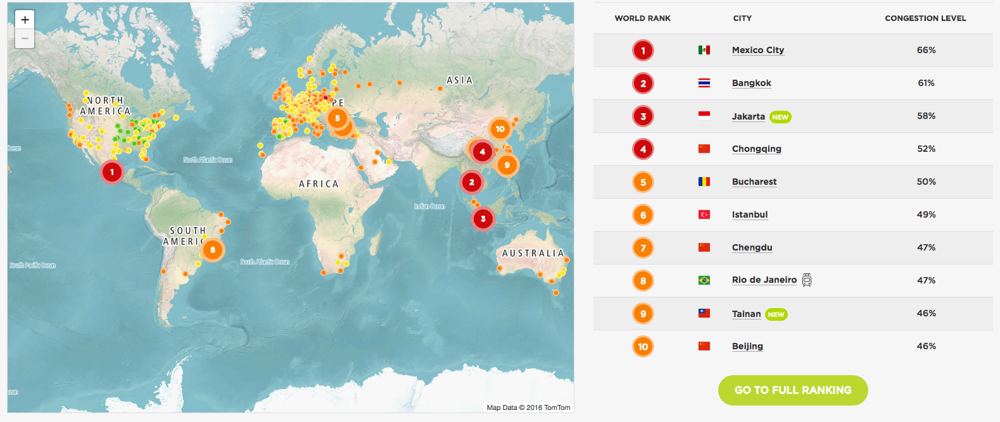 +
−
NORTH
AMERICA
ASIA
PE
North Atlantic Ocean
AFRICA
Indian Ocean
SOUTH
AMERIC
AUSTRALIA
South Pacific Ocean
South Atlantic Ocean
1
2
3
4
5
8
9
10
Map Data © 2016 TomTom
WORLD RANK CITY CONGESTION LEVEL
1 Mexico City 66%
2 Bangkok 61%
3 Jakarta NEW 58%
4 Chongqing 52%
5 Bucharest 50%
6 Istanbul 49%
7 Chengdu 47%
8 Rio de Janeiro 47%
9 Tainan NEW 46%
10 Beijing 46%
GO TO FULL RANKING